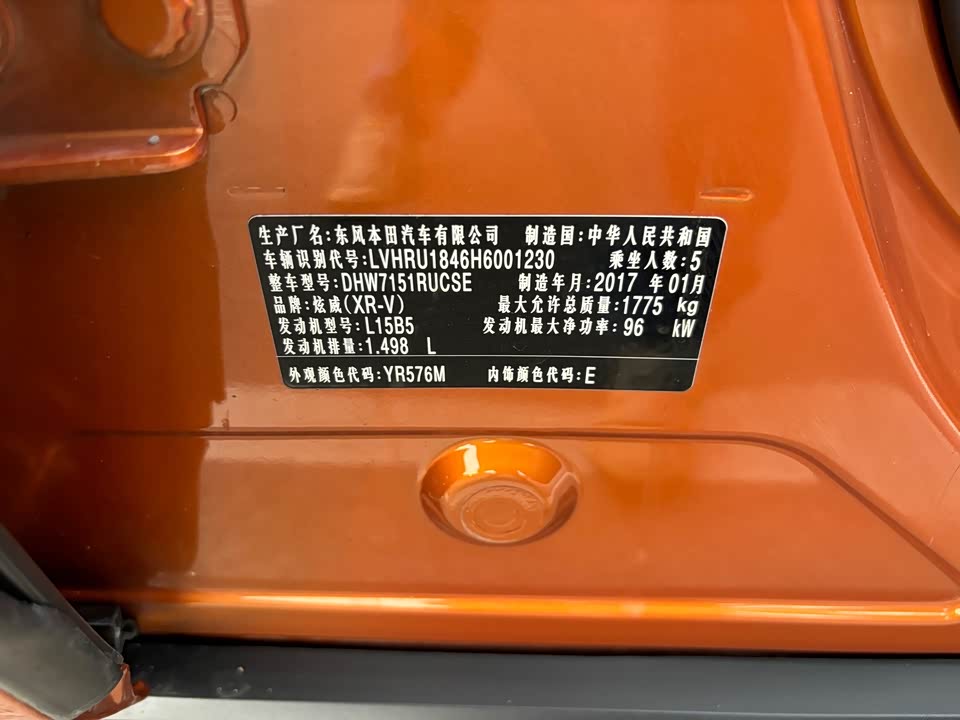 生产厂名:东风本田汽车有限公司 制造国:中华人民共和国
车辆识别代号:LVHRU1846H6001230 乘坐人数:5
整车型号:DHW7151RUCSE 制造年月:2017 年 01月
品牌:炫威(XR-V) 最大允许总质量:1775 kg
发动机型号:L15B5 发动机最大净功率:96 kW
发动机排量:1.498 L
外观颜色代码:YR576M 内饰颜色代码:E